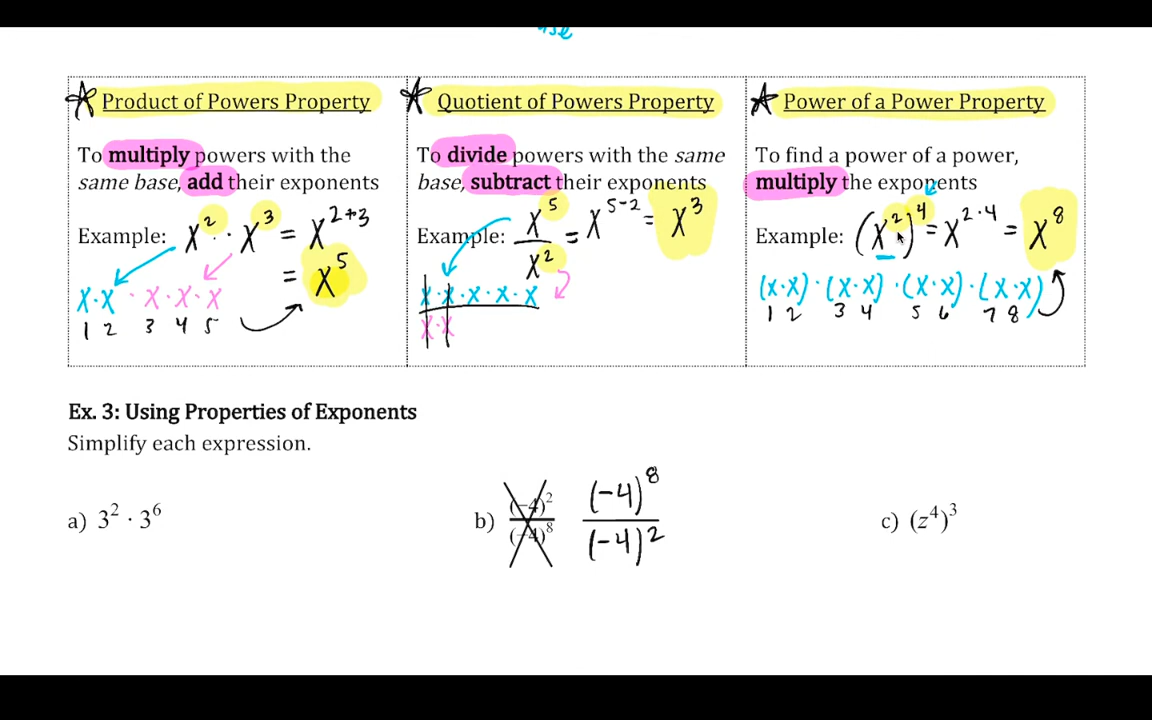 Product of Powers Property
To multiply powers with the
same base, add their exponents
Example: x² · x³ = x²⁺³
= x⁵
x·x · x·x·x
1 2 3 4 5
Quotient of Powers Property
To divide powers with the same
base, subtract their exponents
Example: x⁵/x² = x⁵⁻² = x³
x·x·x·x·x
x·x
Power of a Power Property
To find a power of a power,
multiply the exponents
Example: (x²)⁴ = x²·⁴ = x⁸
(x·x)·(x·x)·(x·x)·(x·x)
1 2 3 4 5 6 7 8
Ex. 3: Using Properties of Exponents
Simplify each expression.
a) 3² · 3⁶
b) (−4)²/(−4)⁸ (−4)⁸/(−4)²
c) (z⁴)³